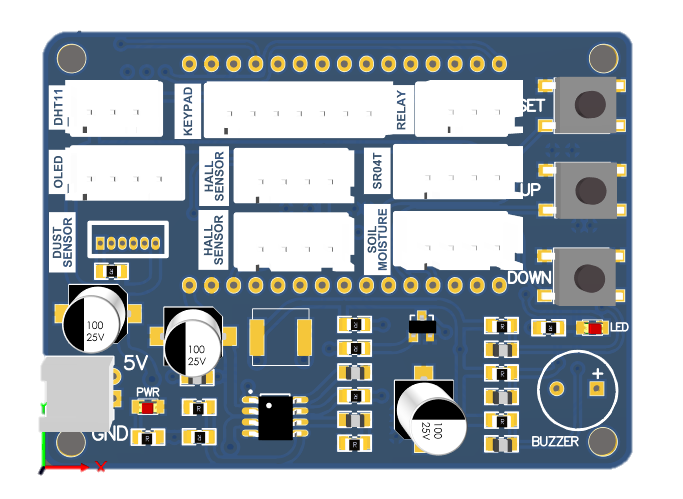 DHT11
KEYPAD
RELAY
SET
OLED
HALL
SENSOR
SR04T
UP
DUST
SENSOR
HALL
SENSOR
SOIL
MOISTURE
DOWN
100
25V
100
25V
LED
5V
PWR
+
100
25V
GND
BUZZER
X
Y